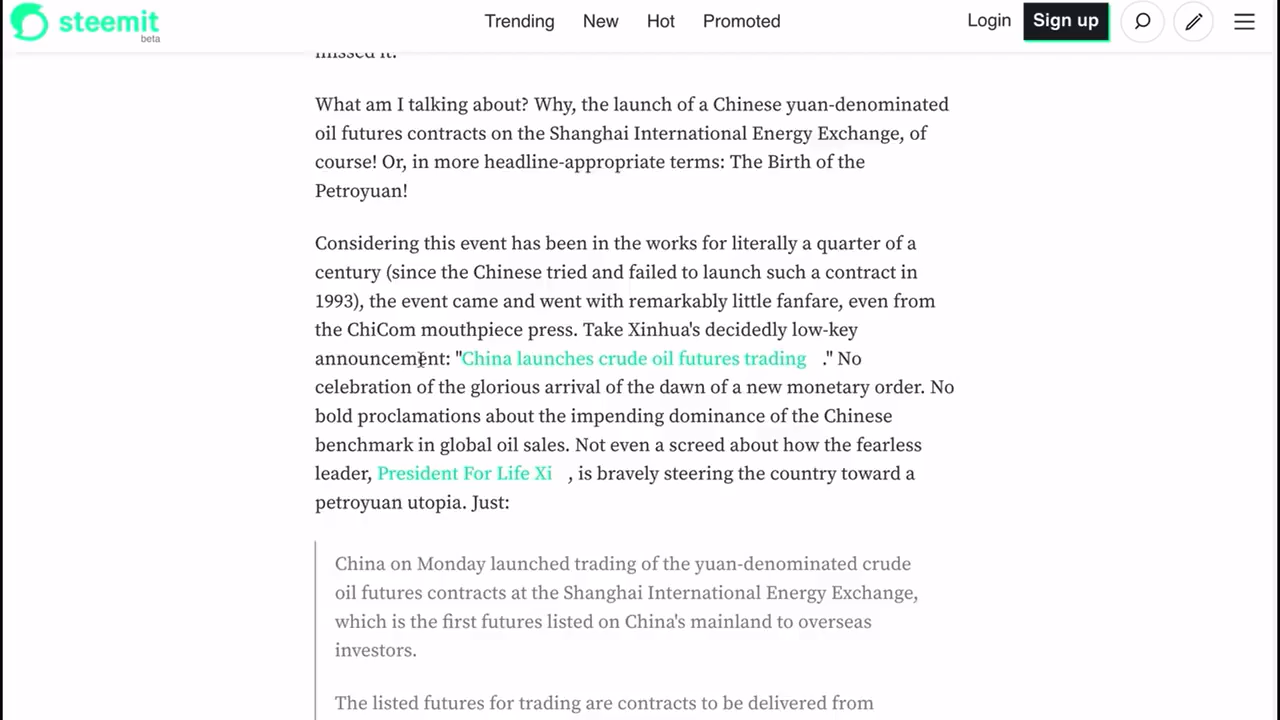 steemit
beta
Trending New Hot Promoted
Login Sign up
missed it.
What am I talking about? Why, the launch of a Chinese yuan-denominated
oil futures contracts on the Shanghai International Energy Exchange, of
course! Or, in more headline-appropriate terms: The Birth of the
Petroyuan!
Considering this event has been in the works for literally a quarter of a
century (since the Chinese tried and failed to launch such a contract in
1993), the event came and went with remarkably little fanfare, even from
the ChiCom mouthpiece press. Take Xinhua's decidedly low-key
announcement: "China launches crude oil futures trading ." No
celebration of the glorious arrival of the dawn of a new monetary order. No
bold proclamations about the impending dominance of the Chinese
benchmark in global oil sales. Not even a screed about how the fearless
leader, President For Life Xi , is bravely steering the country toward a
petroyuan utopia. Just:
China on Monday launched trading of the yuan-denominated crude
oil futures contracts at the Shanghai International Energy Exchange,
which is the first futures listed on China's mainland to overseas
investors.
The listed futures for trading are contracts to be delivered from